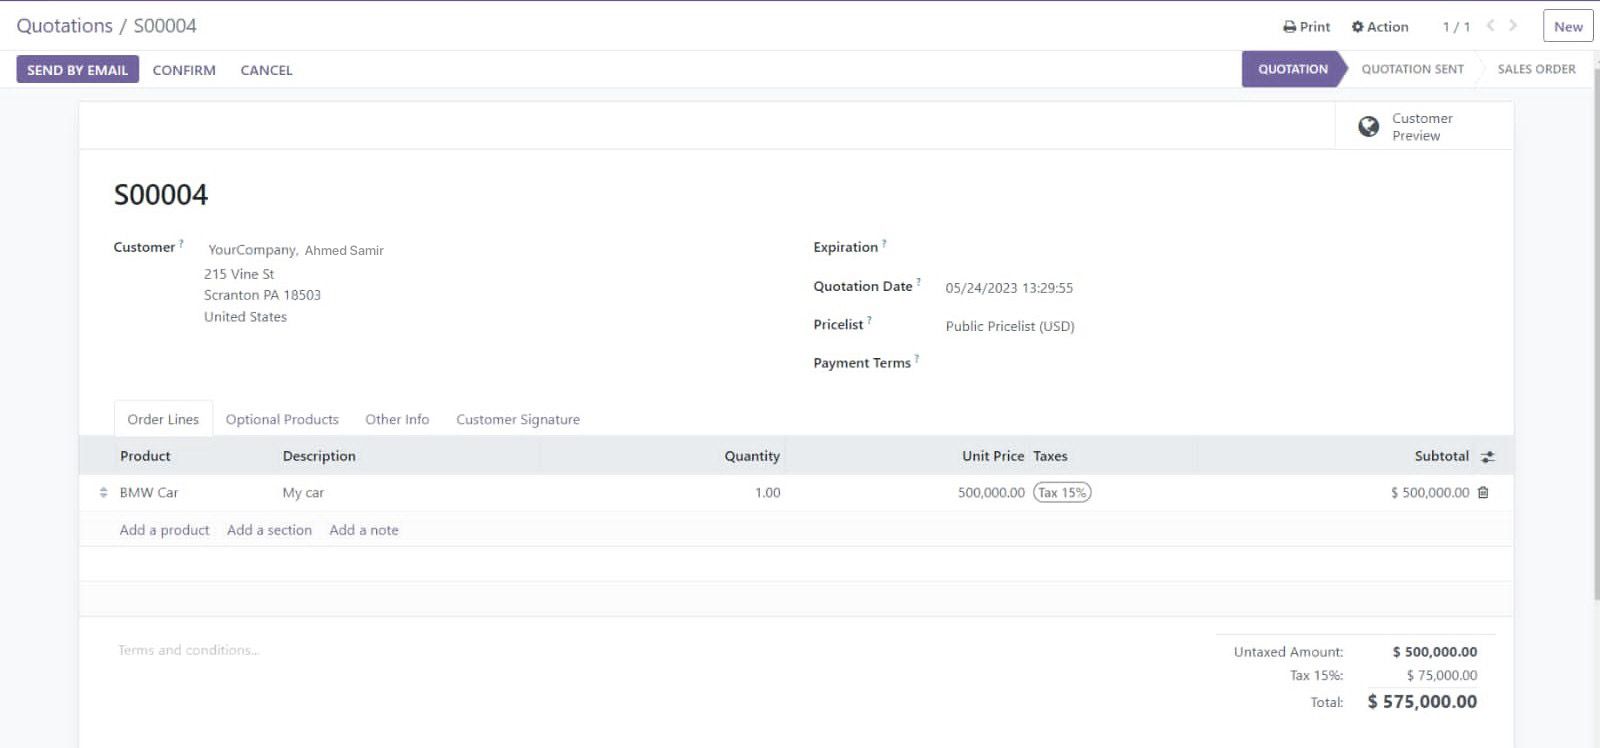 Quotations / S00004
Print Action 1 / 1 New
SEND BY EMAIL CONFIRM CANCEL
QUOTATION QUOTATION SENT SALES ORDER
Customer
Preview
S00004
Customer ? YourCompany, Ahmed Samir
215 Vine St
Scranton PA 18503
United States
Expiration ?
Quotation Date ? 05/24/2023 13:29:55
Pricelist ? Public Pricelist (USD)
Payment Terms ?
Order Lines Optional Products Other Info Customer Signature
Product Description Quantity Unit Price Taxes Subtotal
BMW Car My car 1.00 500,000.00 Tax 15% $ 500,000.00
Add a product Add a section Add a note
Terms and conditions...
Untaxed Amount: $ 500,000.00
Tax 15%: $ 75,000.00
Total: $ 575,000.00